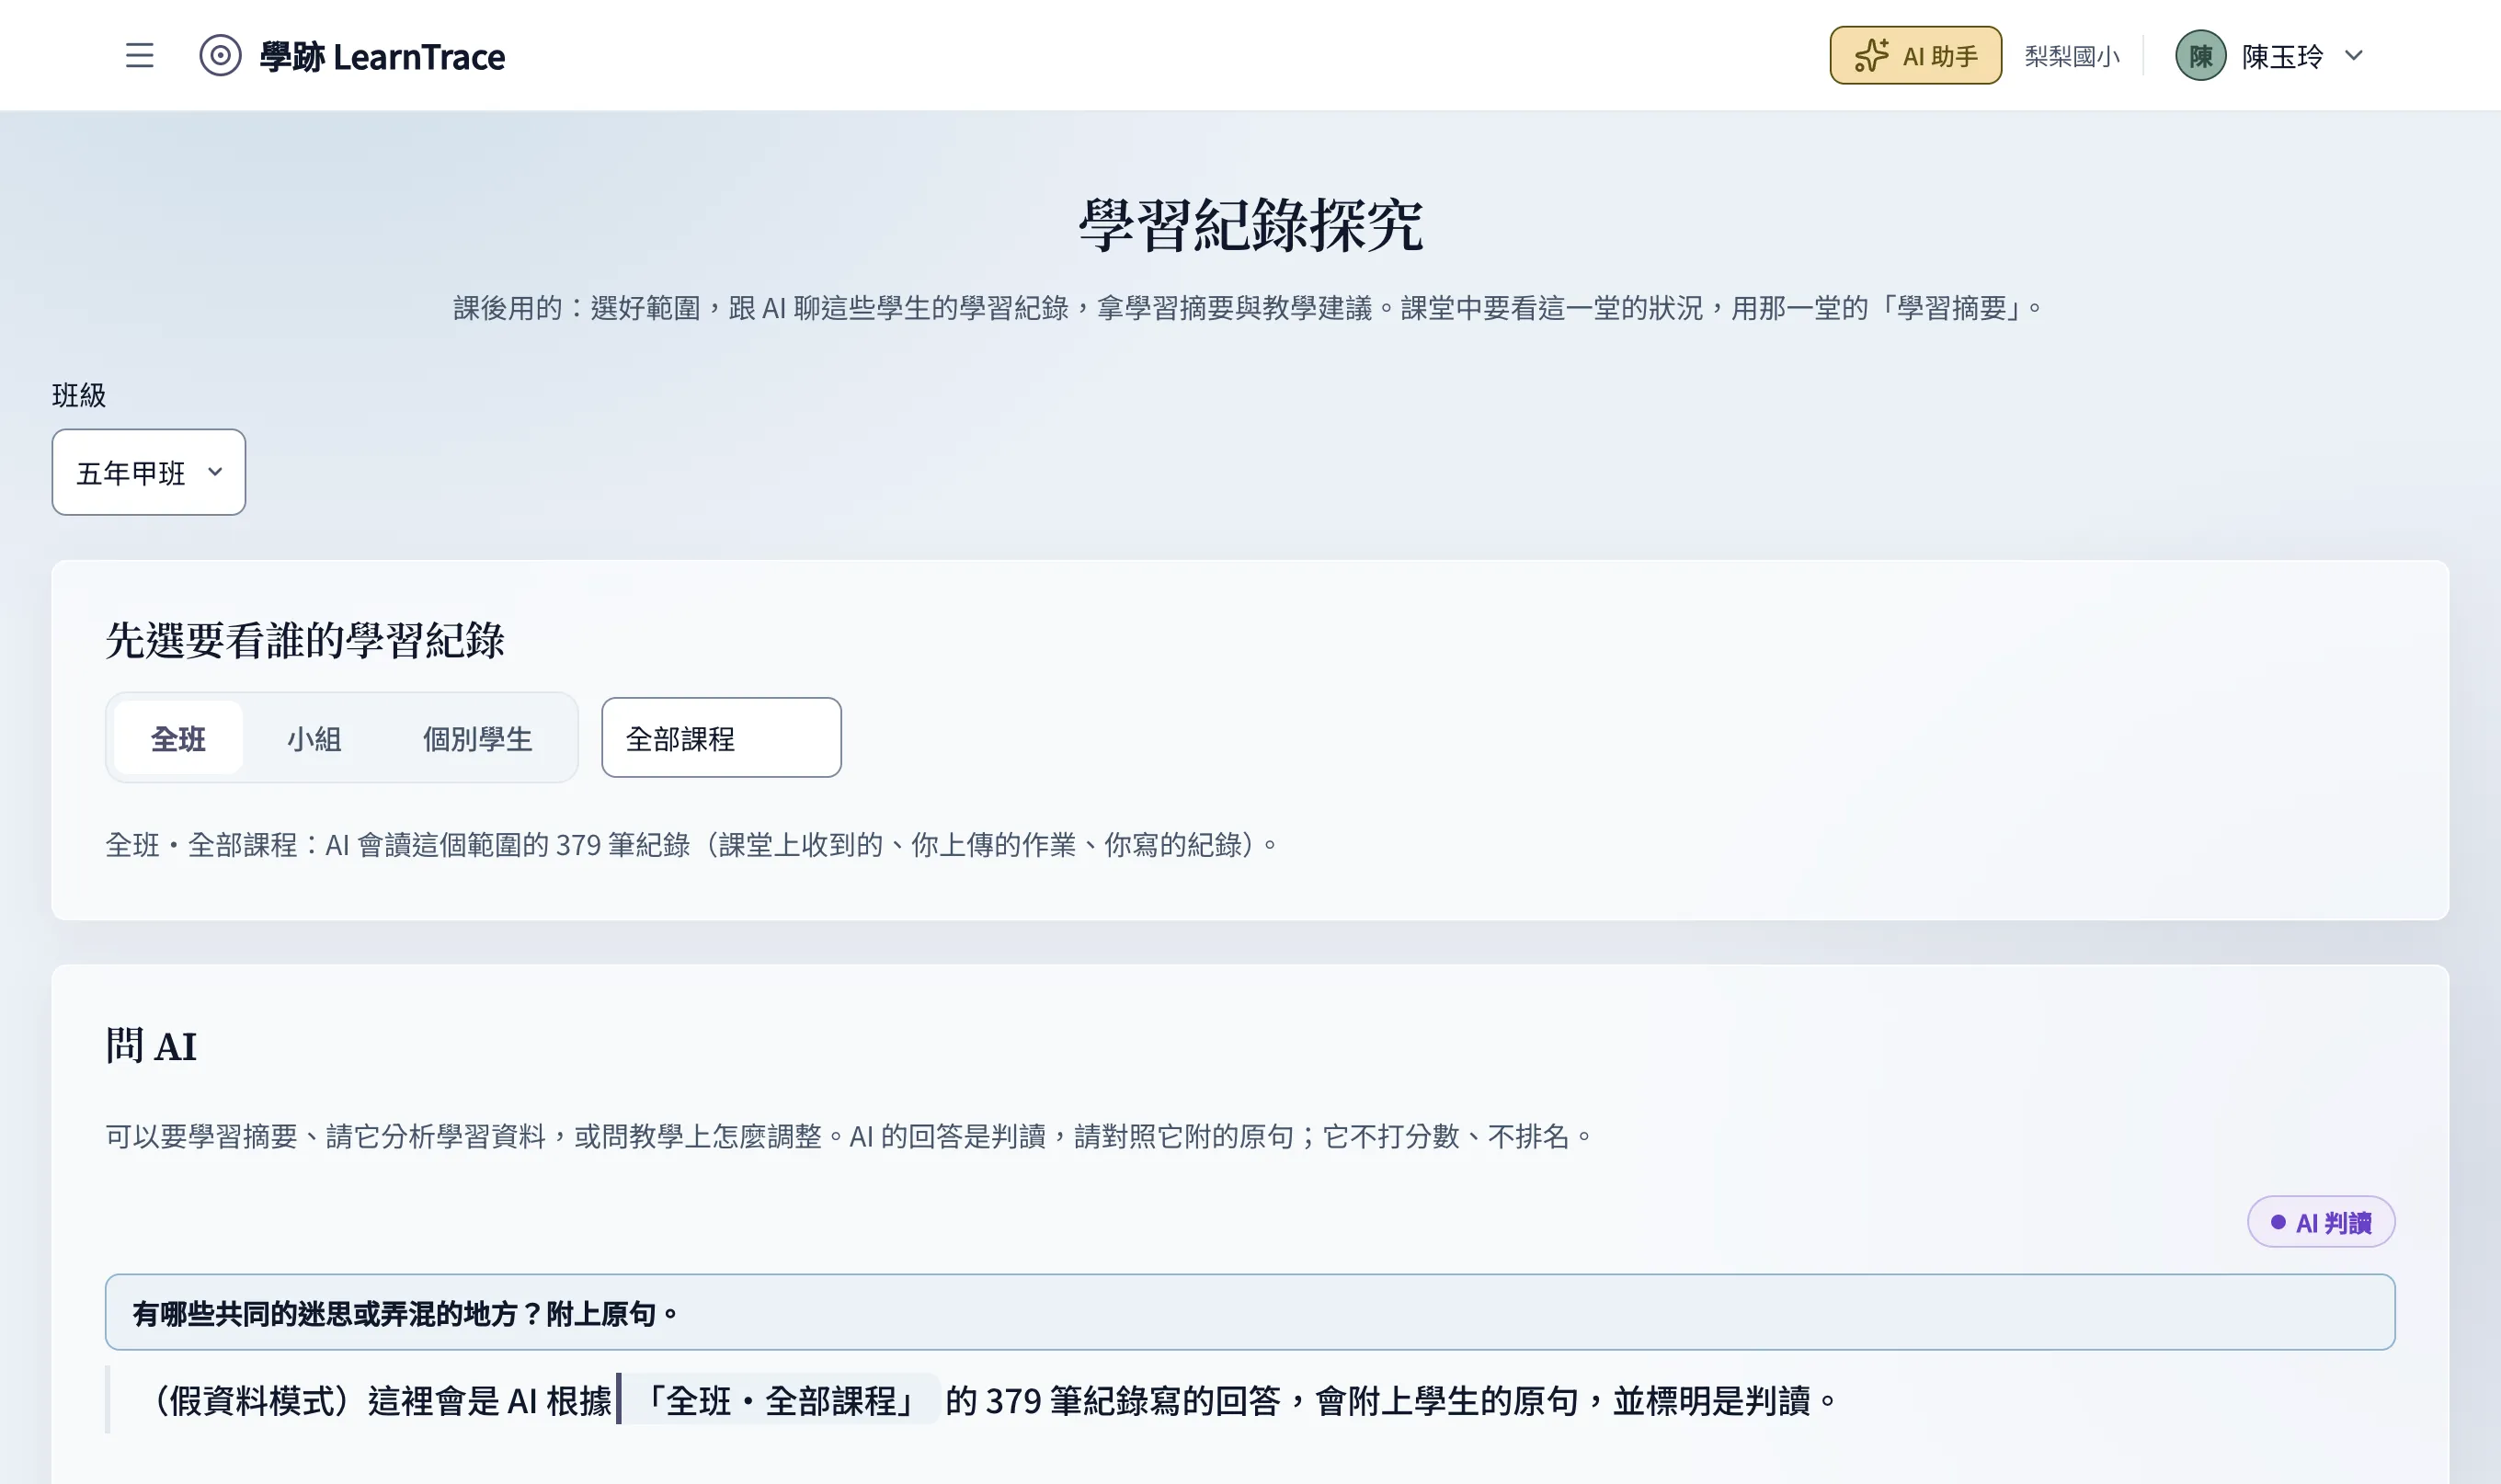 學跡 LearnTrace
AI 助手
梨梨國小
陳
陳玉玲
學習紀錄探究
課後用的：選好範圍，跟 AI 聊這些學生的學習紀錄，拿學習摘要與教學建議。課堂中要看這一堂的狀況，用那一堂的「學習摘要」。
班級
五年甲班
先選要看誰的學習紀錄
全班
小組
個別學生
全部課程
全班・全部課程：AI 會讀這個範圍的 379 筆紀錄（課堂上收到的、你上傳的作業、你寫的紀錄）。
問 AI
可以要學習摘要、請它分析學習資料，或問教學上怎麼調整。AI 的回答是判讀，請對照它附的原句；它不打分數、不排名。
AI 判讀
有哪些共同的迷思或弄混的地方？附上原句。
（假資料模式）這裡會是 AI 根據「全班・全部課程」的 379 筆紀錄寫的回答，會附上學生的原句，並標明是判讀。